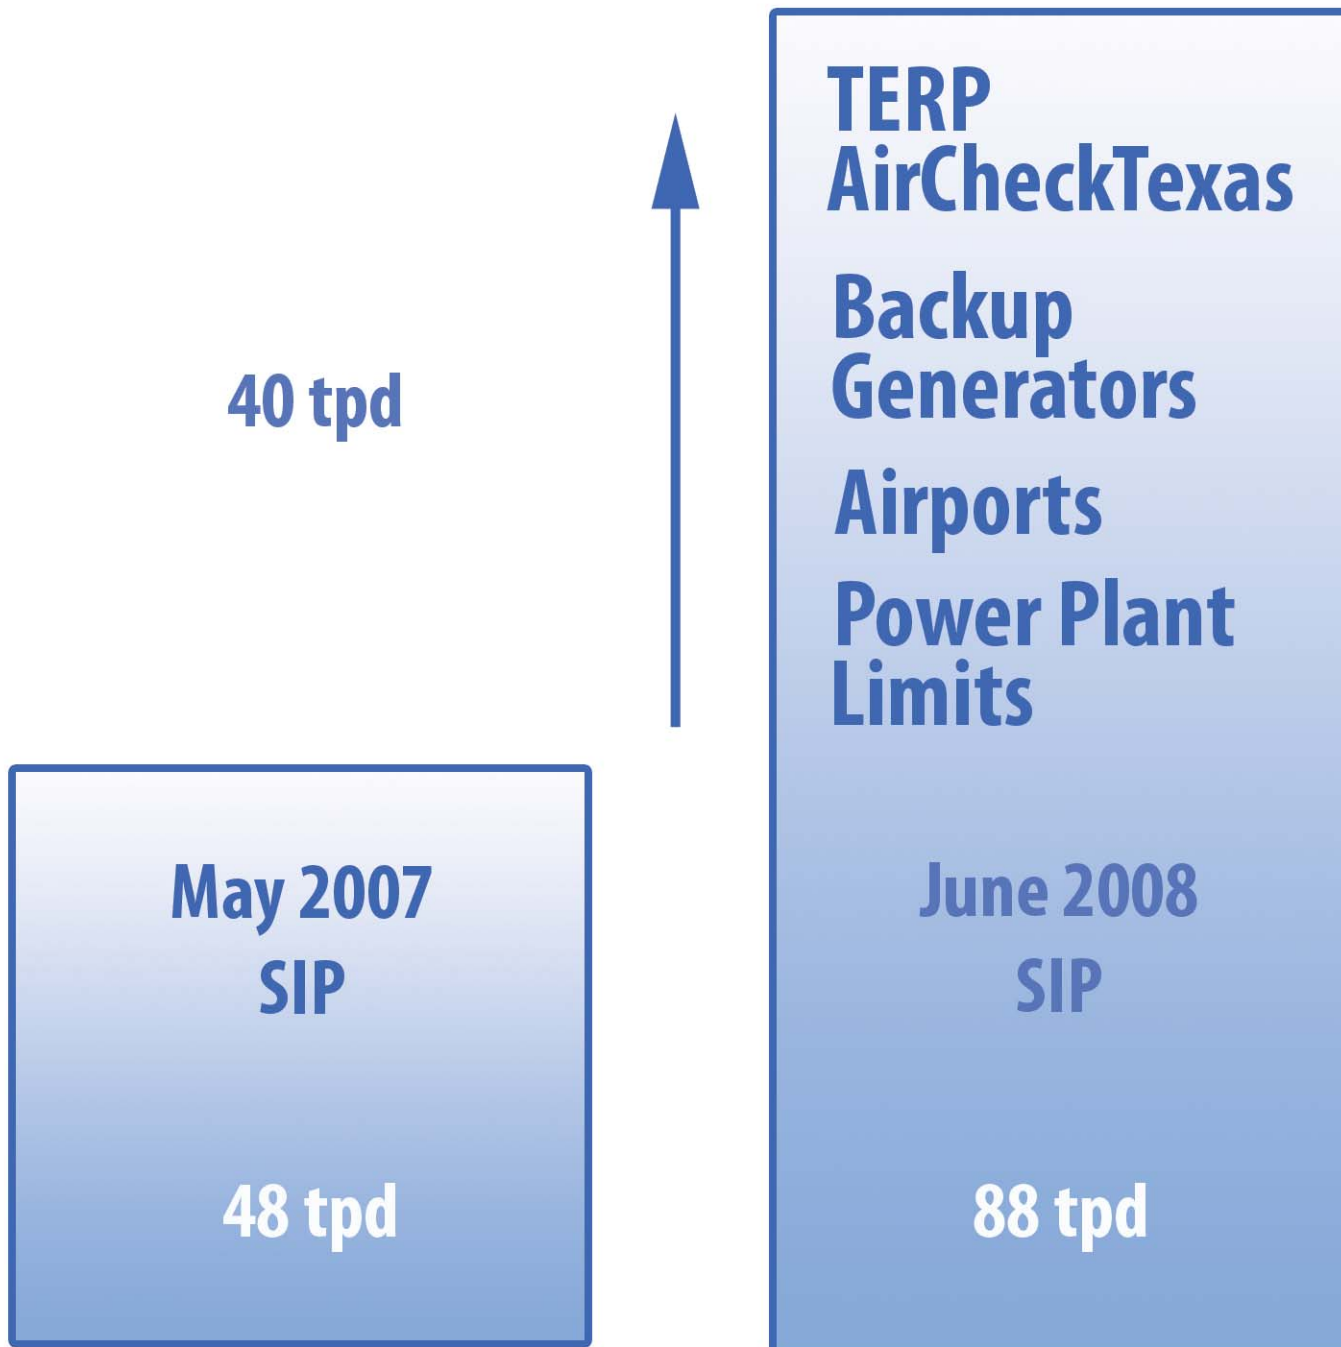 40 tpd
May 2007
SIP
48 tpd
TERP
AirCheckTexas
Backup
Generators
Airports
Power Plant
Limits
June 2008
SIP
88 tpd